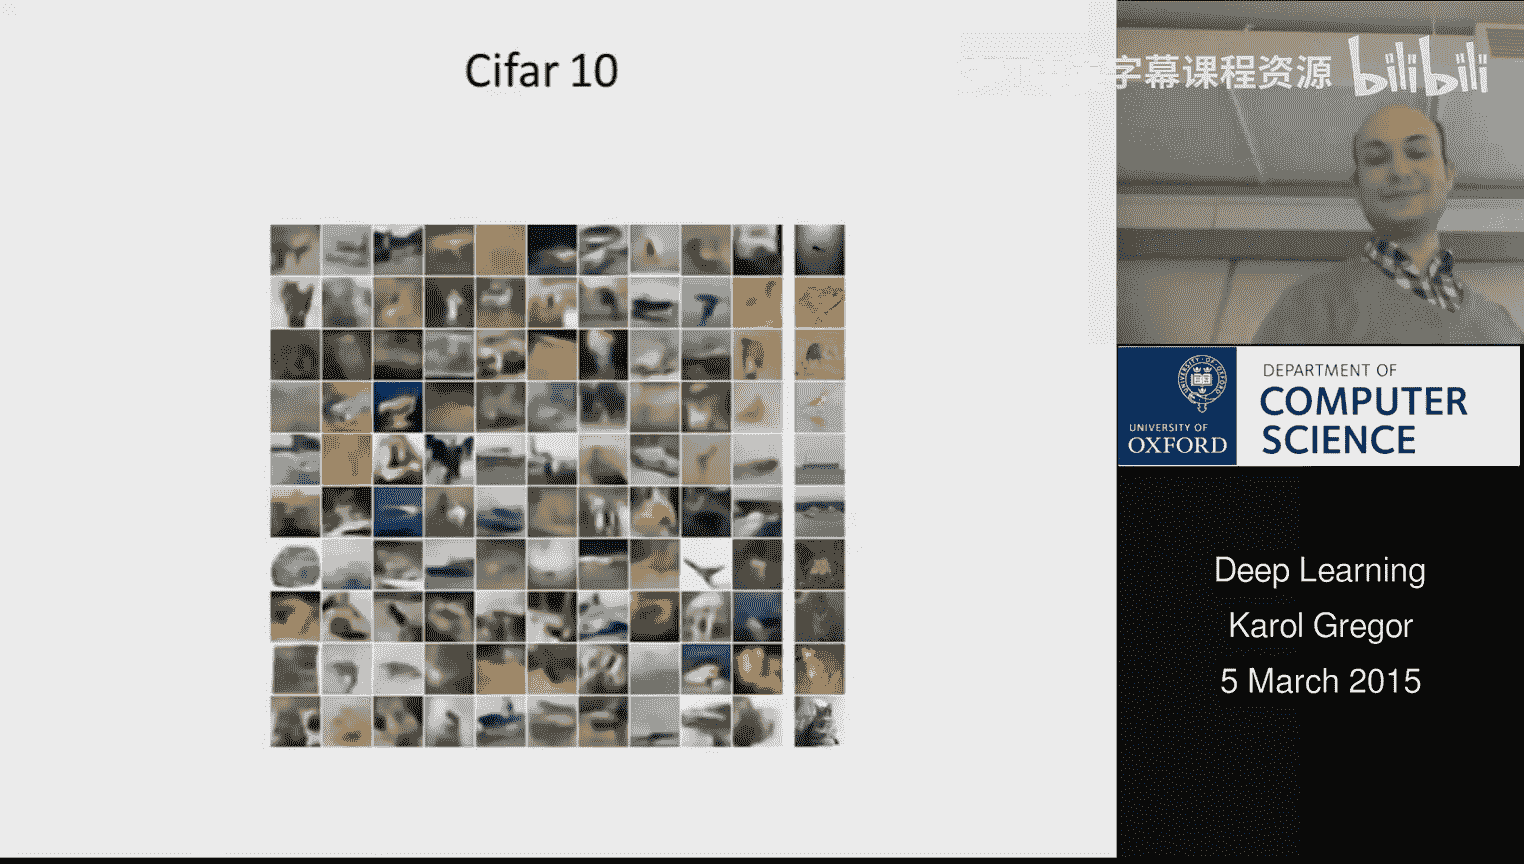 Cifar 10
字幕课程资源 bilibili
UNIVERSITY OF
OXFORD
DEPARTMENT OF
COMPUTER
SCIENCE
Deep Learning
Karol Gregor
5 March 2015